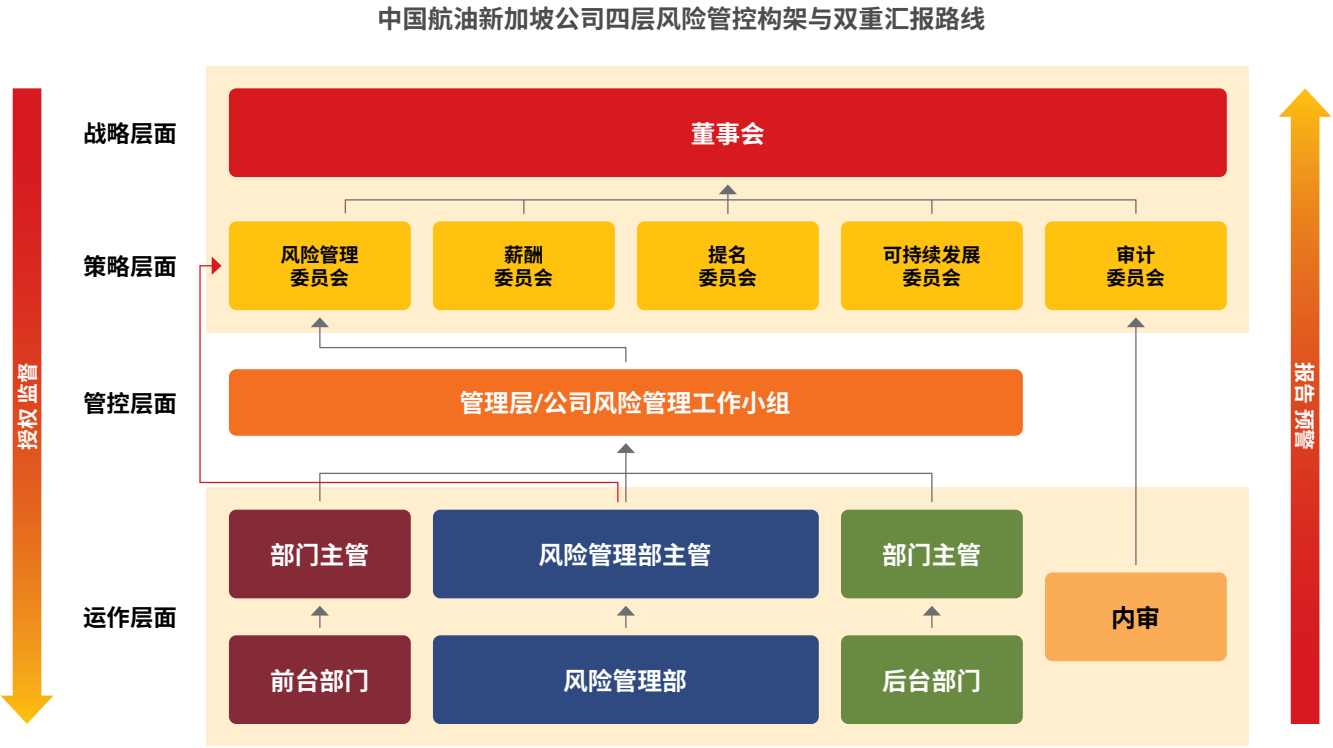 中国航油新加坡公司四层风险管控构架与双重汇报路线
战略层面
董事会
策略层面
风险管理
委员会
薪酬
委员会
提名
委员会
可持续发展
委员会
审计
委员会
授权 监督
报告 预警
管控层面
管理层/公司风险管理工作小组
部门主管
风险管理部主管
部门主管
运作层面
内审
前台部门
风险管理部
后台部门